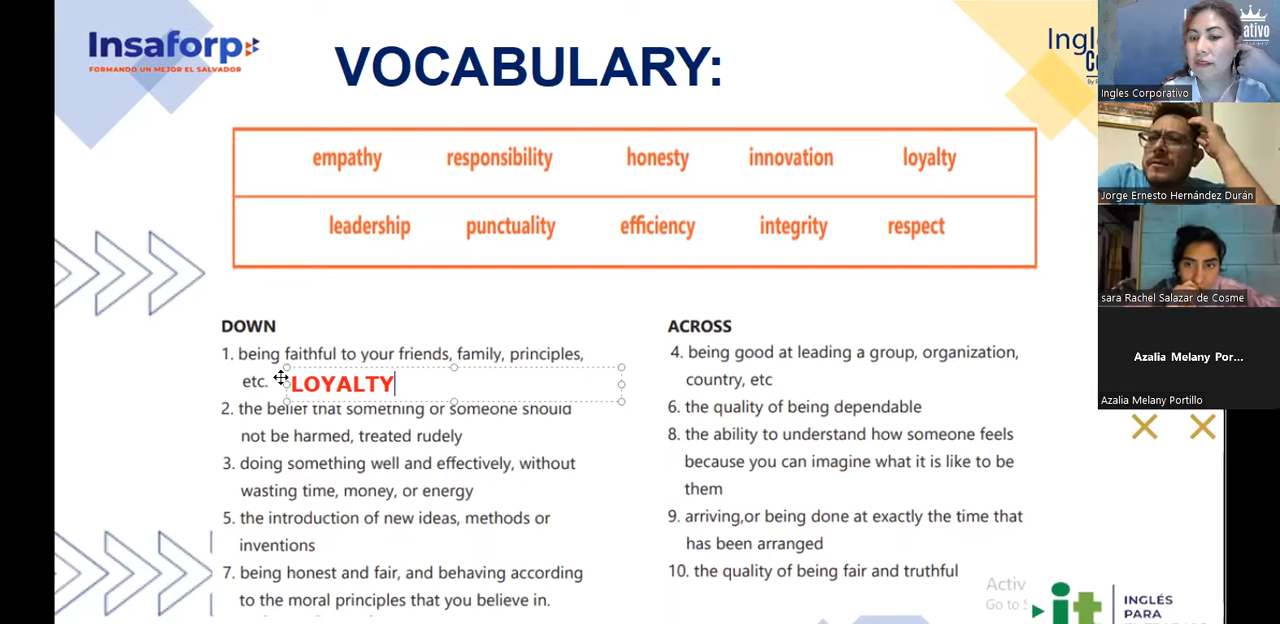 Insaforp
FORMANDO UN MEJOR EL SALVADOR
VOCABULARY:
Ingl
ativo
Ingles Corporativo
Jorge Ernesto Hernández Durán
sara Rachel Salazar de Cosme
Azalia Melany Por...
Azalia Melany Portillo
empathy responsibility honesty innovation loyalty
leadership punctuality efficiency integrity respect
DOWN
1. being faithful to your friends, family, principles,
etc. LOYALTY
2. the belief that something or someone should
not be harmed, treated rudely
3. doing something well and effectively, without
wasting time, money, or energy
5. the introduction of new ideas, methods or
inventions
7. being honest and fair, and behaving according
to the moral principles that you believe in.
ACROSS
4. being good at leading a group, organization,
country, etc
6. the quality of being dependable
8. the ability to understand how someone feels
because you can imagine what it is like to be
them
9. arriving,or being done at exactly the time that
has been arranged
10. the quality of being fair and truthful
Activ
Go to S
it
INGLÉS
PARA